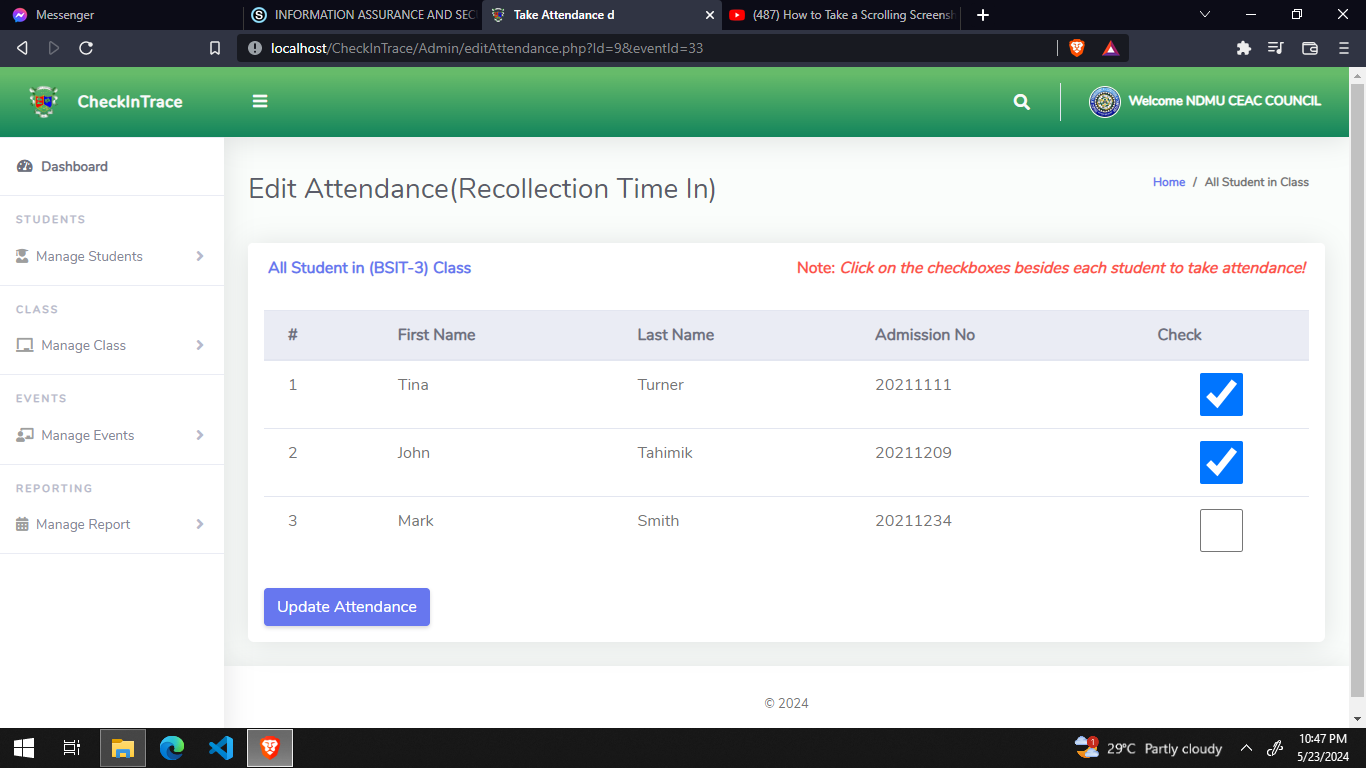 Messenger
INFORMATION ASSURANCE AND SEC
Take Attendance d
(487) How to Take a Scrolling Screensh
localhost/CheckInTrace/Admin/editAttendance.php?Id=9&eventId=33
CheckInTrace
Welcome NDMU CEAC COUNCIL
Dashboard
STUDENTS
Manage Students
CLASS
Manage Class
EVENTS
Manage Events
REPORTING
Manage Report
Edit Attendance(Recollection Time In)
Home / All Student in Class
All Student in (BSIT-3) Class
Note: Click on the checkboxes besides each student to take attendance!
# First Name Last Name Admission No Check
1 Tina Turner 20211111
2 John Tahimik 20211209
3 Mark Smith 20211234
Update Attendance
© 2024
1
29°C Partly cloudy
10:47 PM
5/23/2024